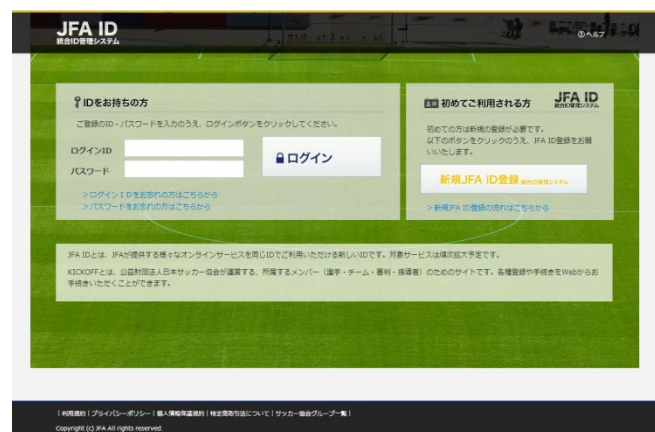 JFA ID
統合ID管理システム
ヘルプ
IDをお持ちの方
ご登録のID・パスワードを入力のうえ、ログインボタンをクリックしてください。
ログインID
パスワード
ログイン
>ログインIDをお忘れの方はこちらから
>パスワードをお忘れの方はこちらから
初めてご利用される方
JFA ID
統合ID管理システム
初めての方は新規の登録が必要です。
以下のボタンをクリックのうえ、JFA ID登録をお願
いいたします。
新規JFA ID登録 統合ID管理システム
>新規JFA ID登録の流れはこちらから
JFA IDとは、JFAが提供する様々なオンラインサービスを同じIDでご利用いただける新しいIDです。対象サービスは順次拡大予定です。
KICKOFFとは、公益財団法人日本サッカー協会が運営する、所属するメンバー（選手・チーム・審判・指
導者）のためのサイトです。各種登録や手続きをWebからお
手続きいただくことができます。
| 利用規約 | プライバシーポリシー | 個人情報保護規約 | 特定商取引法について | サッカー協会グループ一覧 |
Copyright (c) JFA All rights reserved.